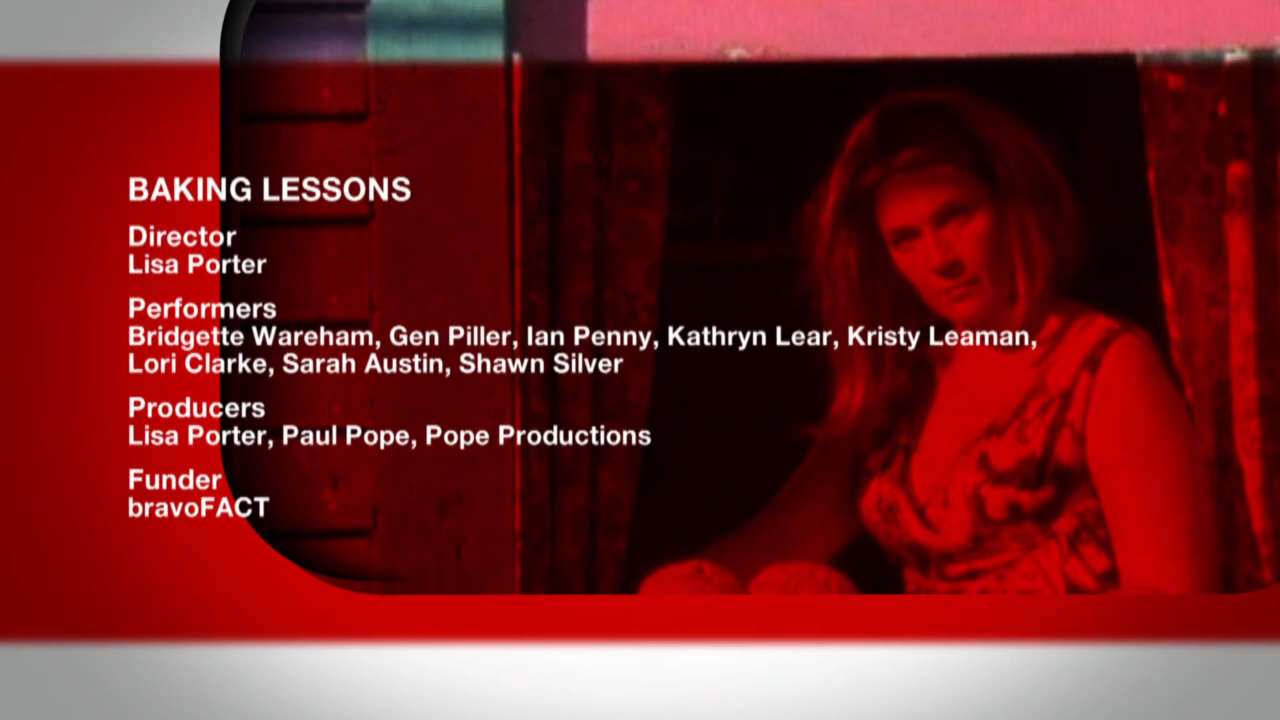 BAKING LESSONS
Director
Lisa Porter
Performers
Bridgette Wareham, Gen Piller, Ian Penny, Kathryn Lear, Kristy Leaman,
Lori Clarke, Sarah Austin, Shawn Silver
Producers
Lisa Porter, Paul Pope, Pope Productions
Funder
bravoFACT